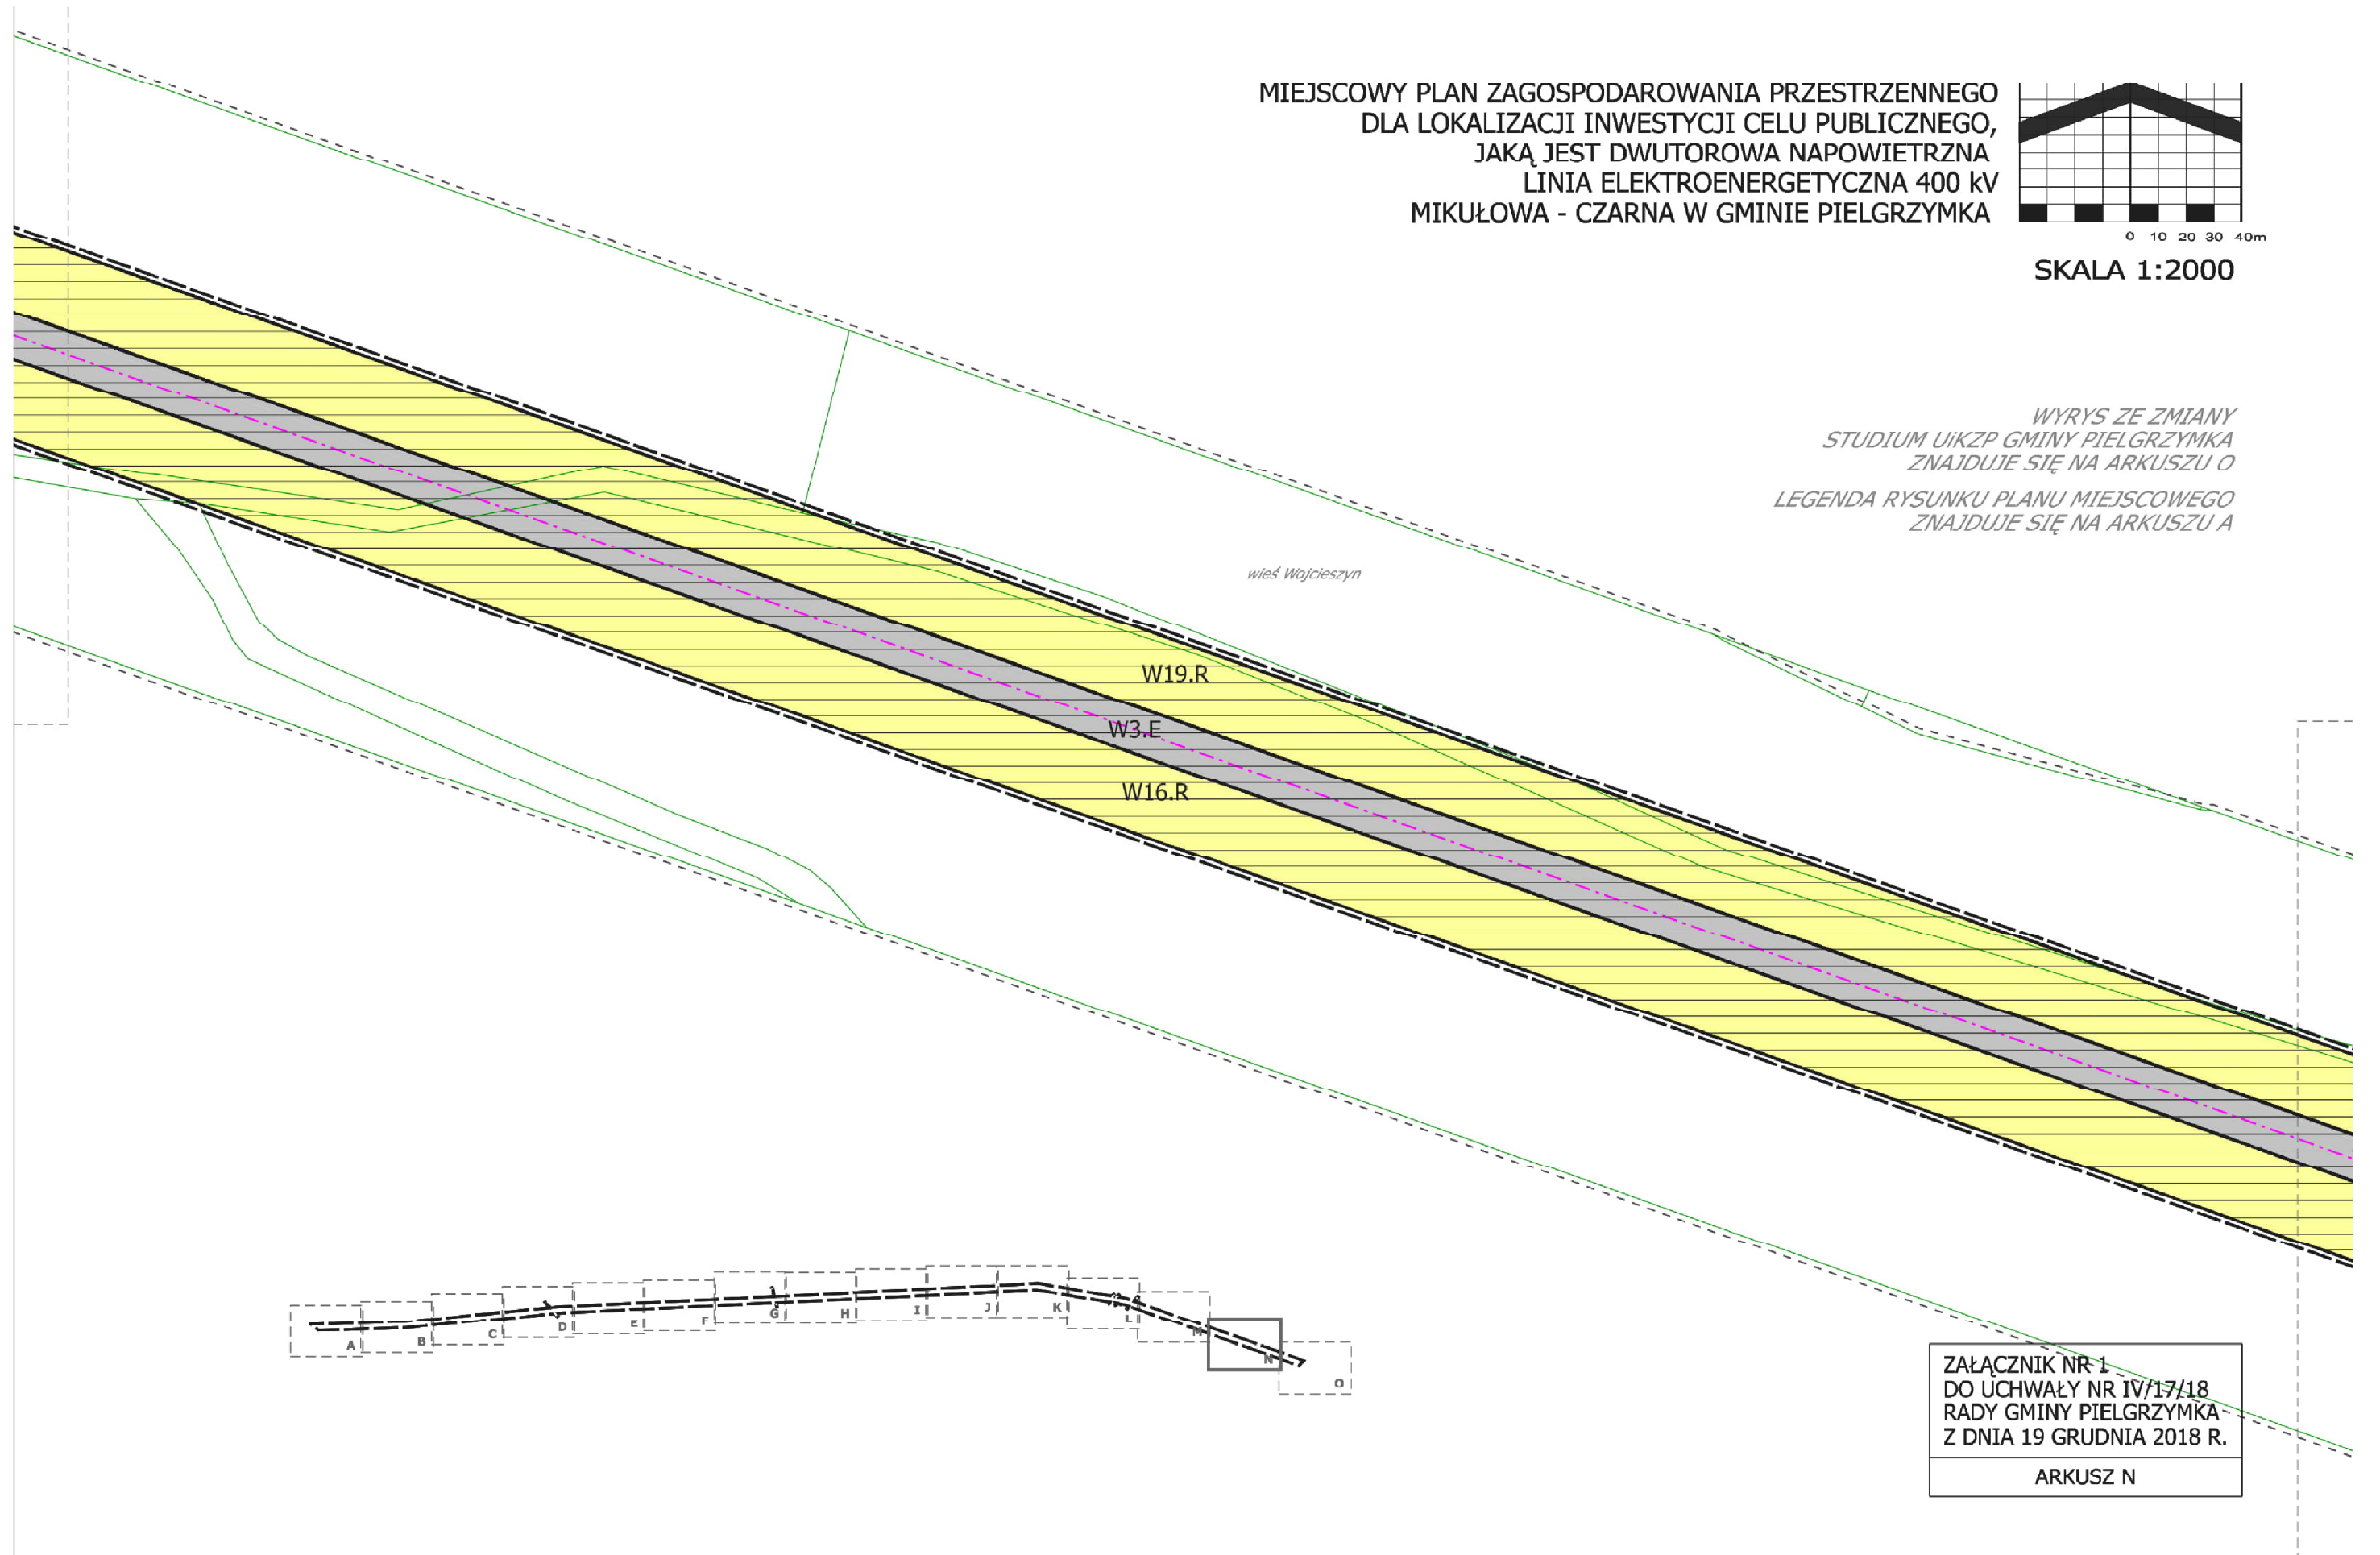 MIEJSCOWY PLAN ZAGOSPODAROWANIA PRZESTRZENNEGO
DLA LOKALIZACJI INWESTYCJI CELU PUBLICZNEGO,
JAKĄ JEST DWUTOROWA NAPOWIETRZNA
LINIA ELEKTROENERGETYCZNA 400 kV
MIKUŁOWA - CZARNA W GMINIE PIELGRZYMKA
0 10 20 30 40m
SKALA 1:2000
WYRYS ZE ZMIANY
STUDIUM UiKZP GMINY PIELGRZYMKA
ZNAJDUJE SIĘ NA ARKUSZU O
LEGENDA RYSUNKU PLANU MIEJSCOWEGO
ZNAJDUJE SIĘ NA ARKUSZU A
wieś Wojcieszyn
W19.R
W3.E
W16.R
A B C D E F G H I J K L M N O
ZAŁĄCZNIK NR 1
DO UCHWAŁY NR IV/17/18
RADY GMINY PIELGRZYMKA
Z DNIA 19 GRUDNIA 2018 R.
ARKUSZ N